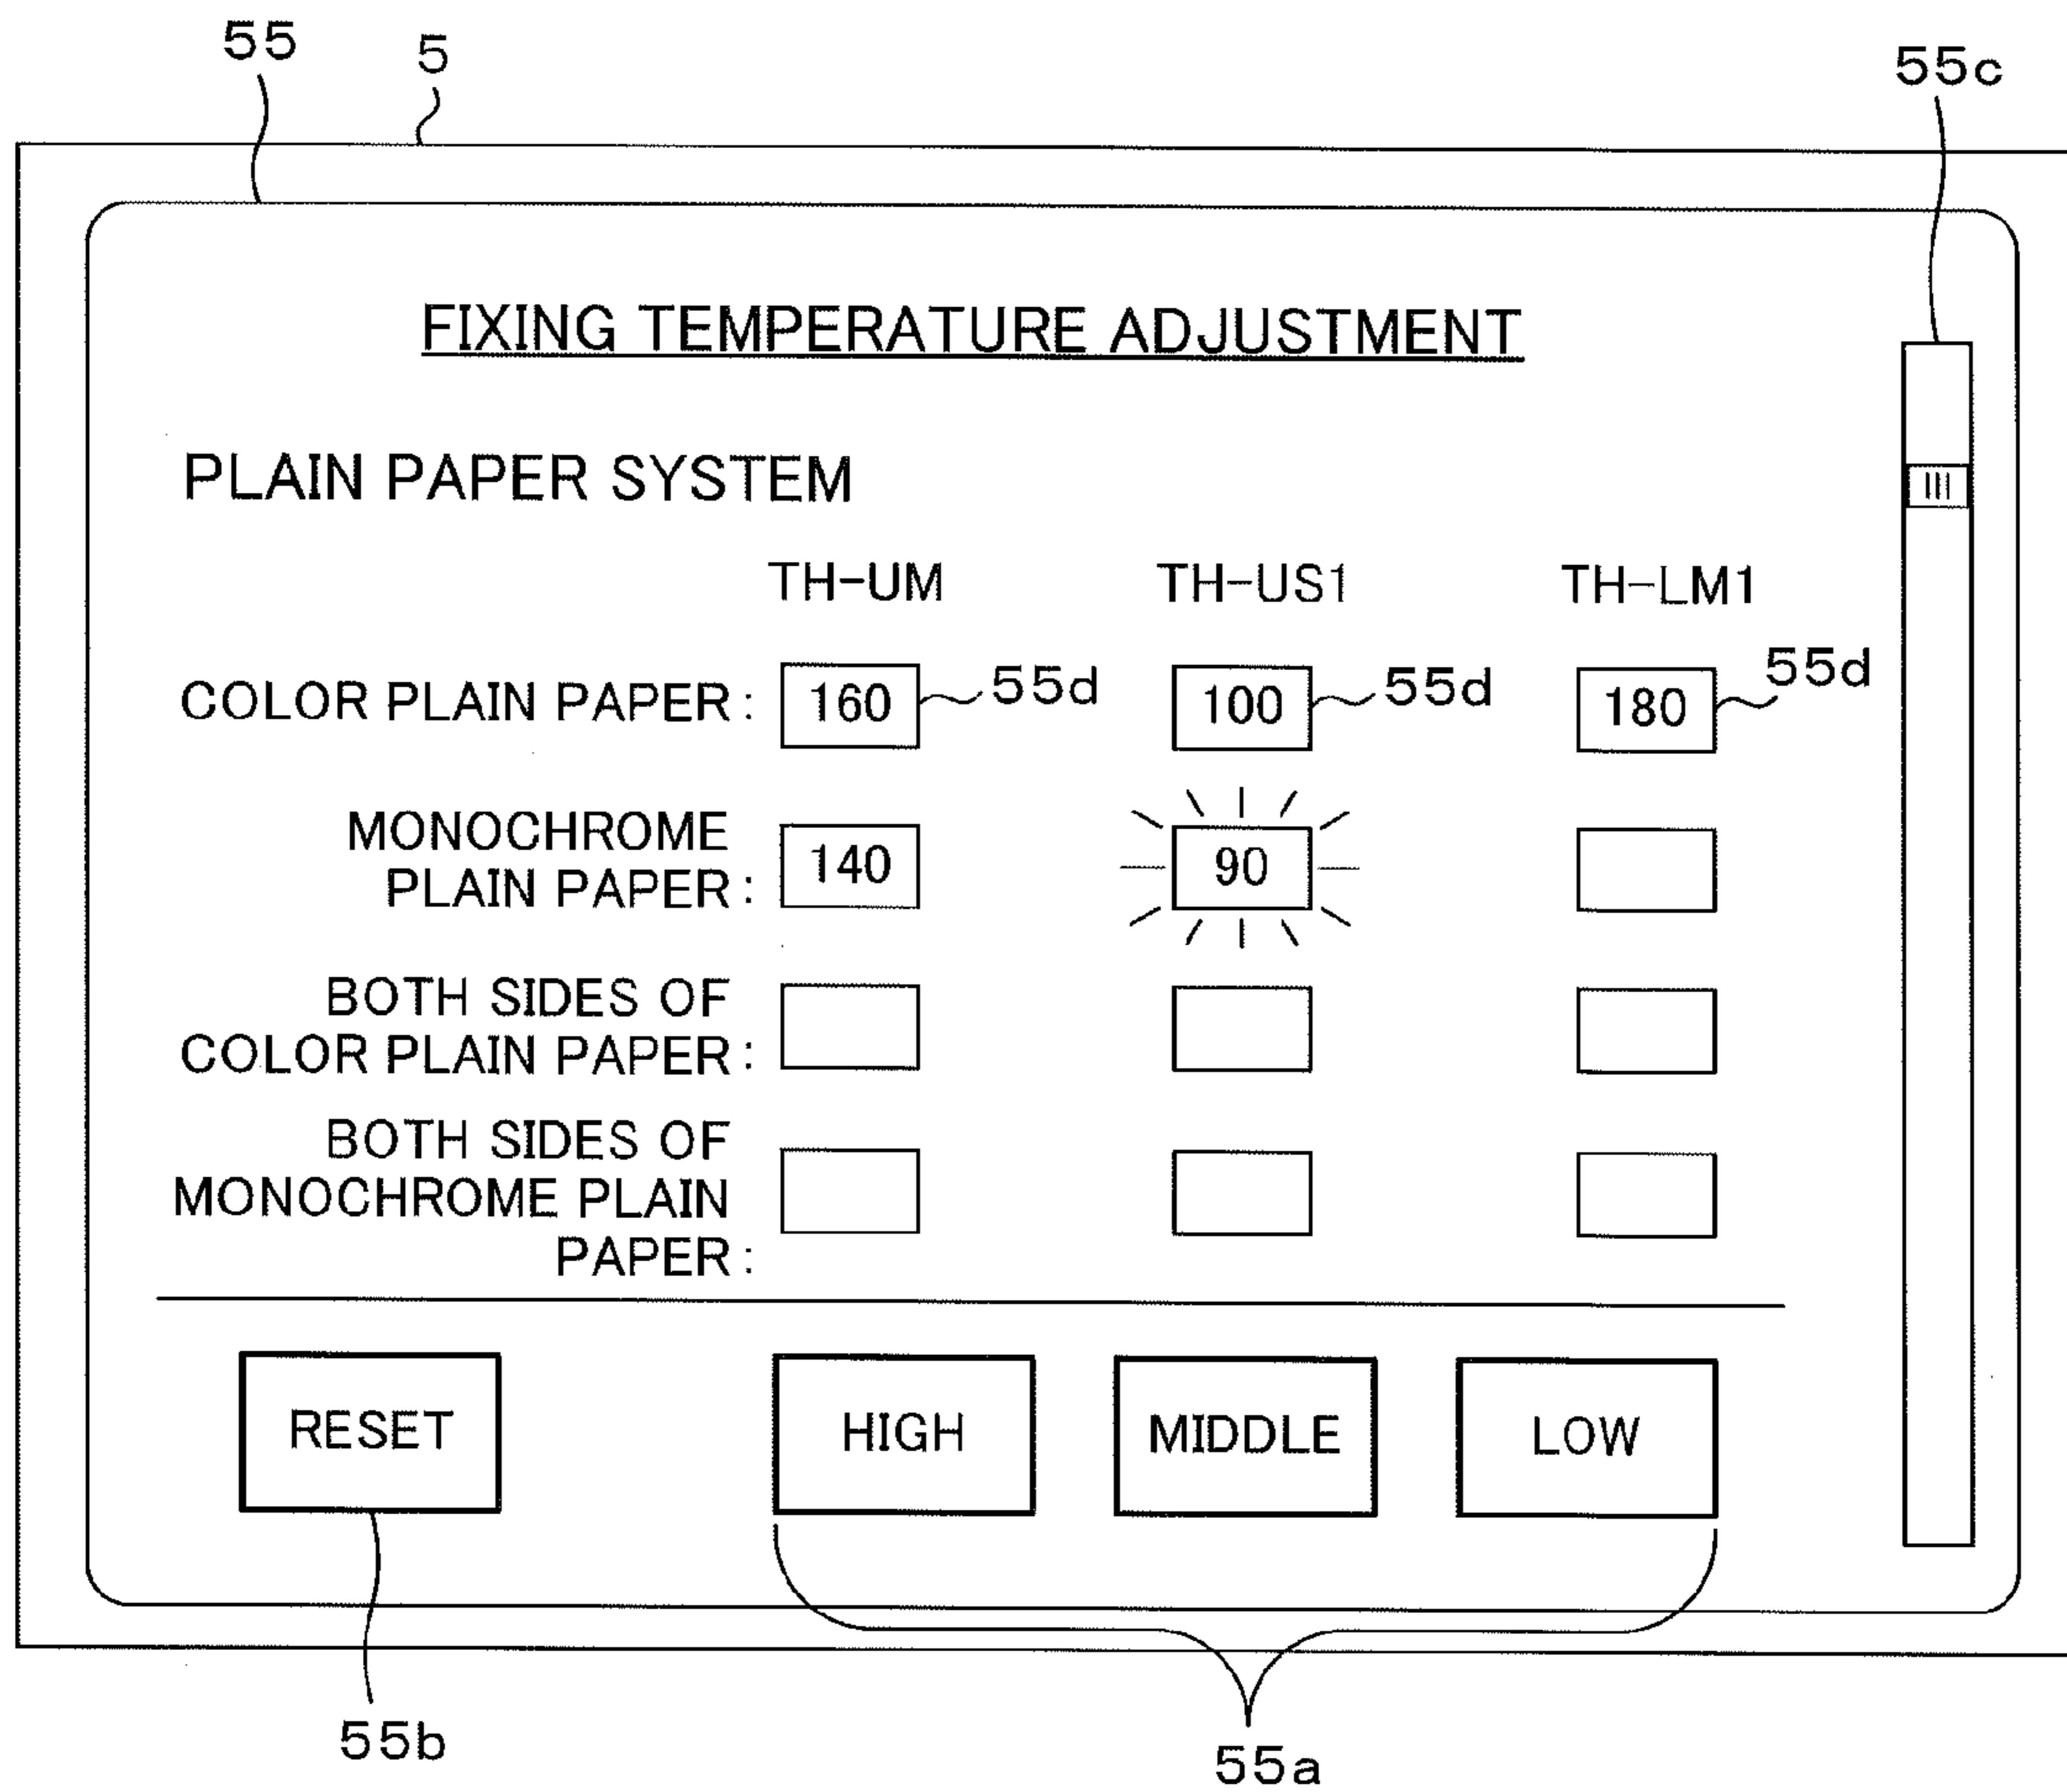 55
5
55c
FIXING TEMPERATURE ADJUSTMENT
PLAIN PAPER SYSTEM
TH-UM TH-US1 TH-LM1
COLOR PLAIN PAPER: 160 55d 100 55d 180 55d
MONOCHROME
PLAIN PAPER: 140 90
BOTH SIDES OF
COLOR PLAIN PAPER:
BOTH SIDES OF
MONOCHROME PLAIN
PAPER:
RESET HIGH MIDDLE LOW
55b
55a